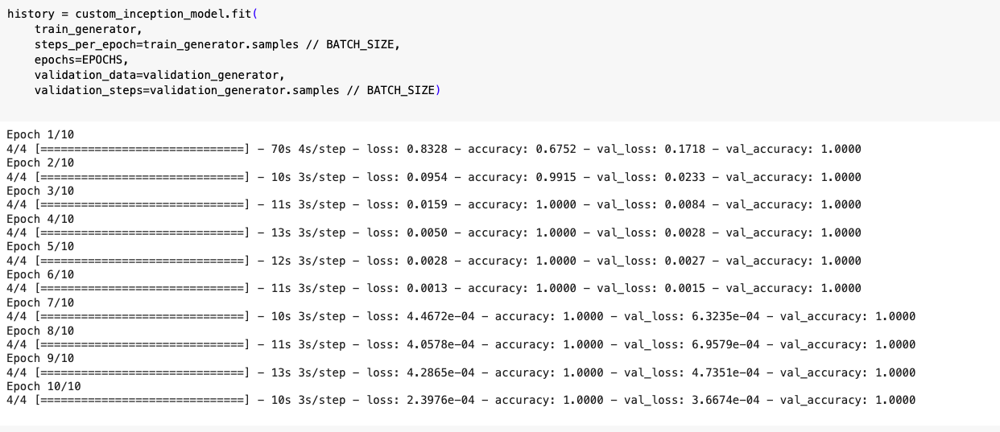 history = custom_inception_model.fit(
    train_generator,
    steps_per_epoch=train_generator.samples // BATCH_SIZE,
    epochs=EPOCHS,
    validation_data=validation_generator,
    validation_steps=validation_generator.samples // BATCH_SIZE)
Epoch 1/10
4/4 [==============================] - 70s 4s/step - loss: 0.8328 - accuracy: 0.6752 - val_loss: 0.1718 - val_accuracy: 1.0000
Epoch 2/10
4/4 [==============================] - 10s 3s/step - loss: 0.0954 - accuracy: 0.9915 - val_loss: 0.0233 - val_accuracy: 1.0000
Epoch 3/10
4/4 [==============================] - 11s 3s/step - loss: 0.0159 - accuracy: 1.0000 - val_loss: 0.0084 - val_accuracy: 1.0000
Epoch 4/10
4/4 [==============================] - 13s 3s/step - loss: 0.0050 - accuracy: 1.0000 - val_loss: 0.0028 - val_accuracy: 1.0000
Epoch 5/10
4/4 [==============================] - 12s 3s/step - loss: 0.0028 - accuracy: 1.0000 - val_loss: 0.0027 - val_accuracy: 1.0000
Epoch 6/10
4/4 [==============================] - 11s 3s/step - loss: 0.0013 - accuracy: 1.0000 - val_loss: 0.0015 - val_accuracy: 1.0000
Epoch 7/10
4/4 [==============================] - 10s 3s/step - loss: 4.4672e-04 - accuracy: 1.0000 - val_loss: 6.3235e-04 - val_accuracy: 1.0000
Epoch 8/10
4/4 [==============================] - 11s 3s/step - loss: 4.0578e-04 - accuracy: 1.0000 - val_loss: 6.9579e-04 - val_accuracy: 1.0000
Epoch 9/10
4/4 [==============================] - 13s 3s/step - loss: 4.2865e-04 - accuracy: 1.0000 - val_loss: 4.7351e-04 - val_accuracy: 1.0000
Epoch 10/10
4/4 [==============================] - 10s 3s/step - loss: 2.3976e-04 - accuracy: 1.0000 - val_loss: 3.6674e-04 - val_accuracy: 1.0000